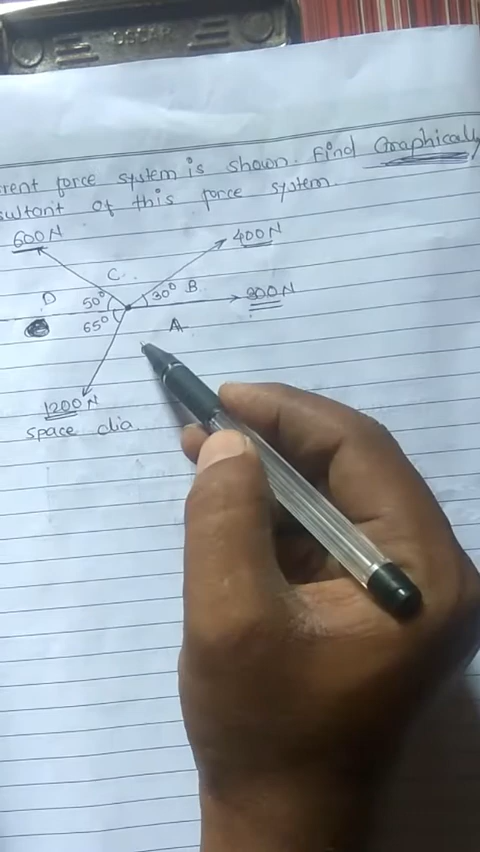 rrent force system is shown. Find Graphically
sultant of this force system.
600N
400N
C
D
50°
30°
B
65°
A
1200N
space dia
OSCAR